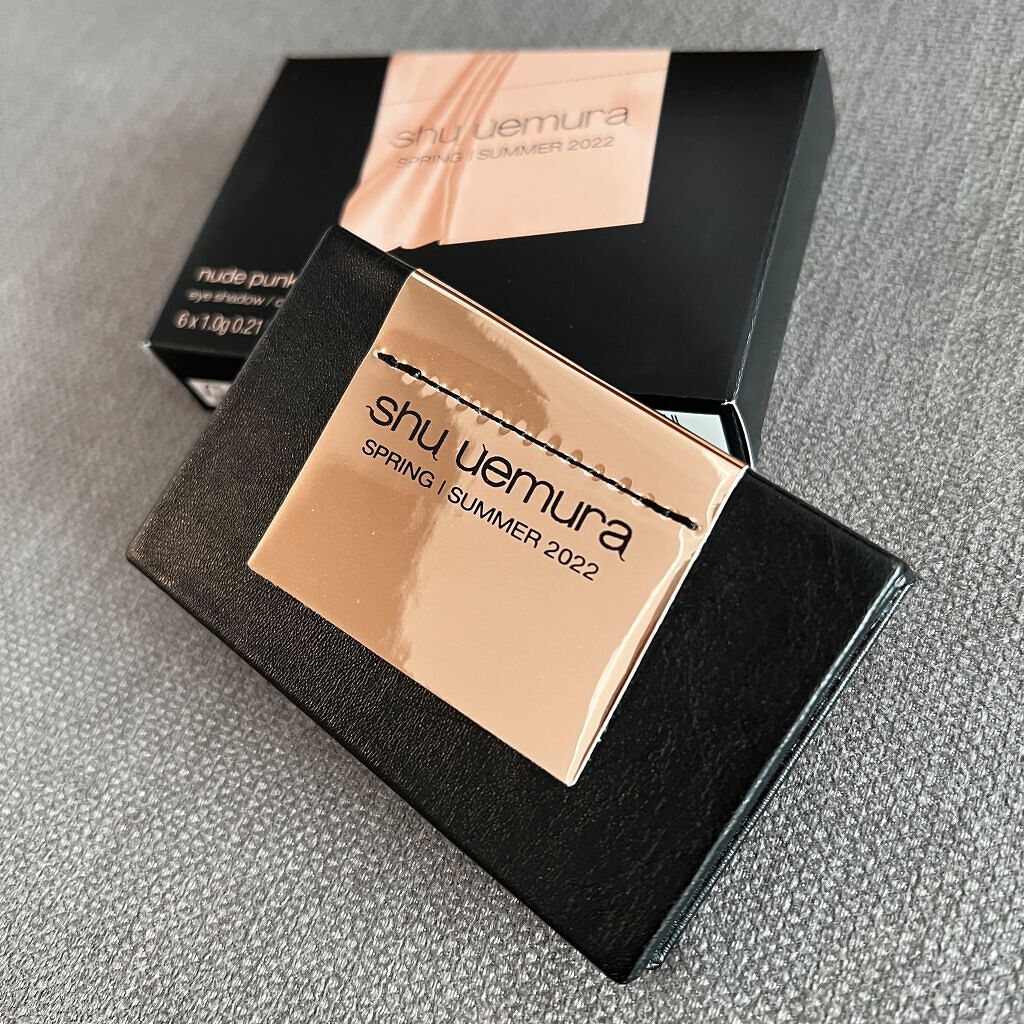 shu uemura
SPRING | SUMMER 2022
nude punk
eye shadow /
6 x 1.0g 0.21
shu uemura
SPRING | SUMMER 2022